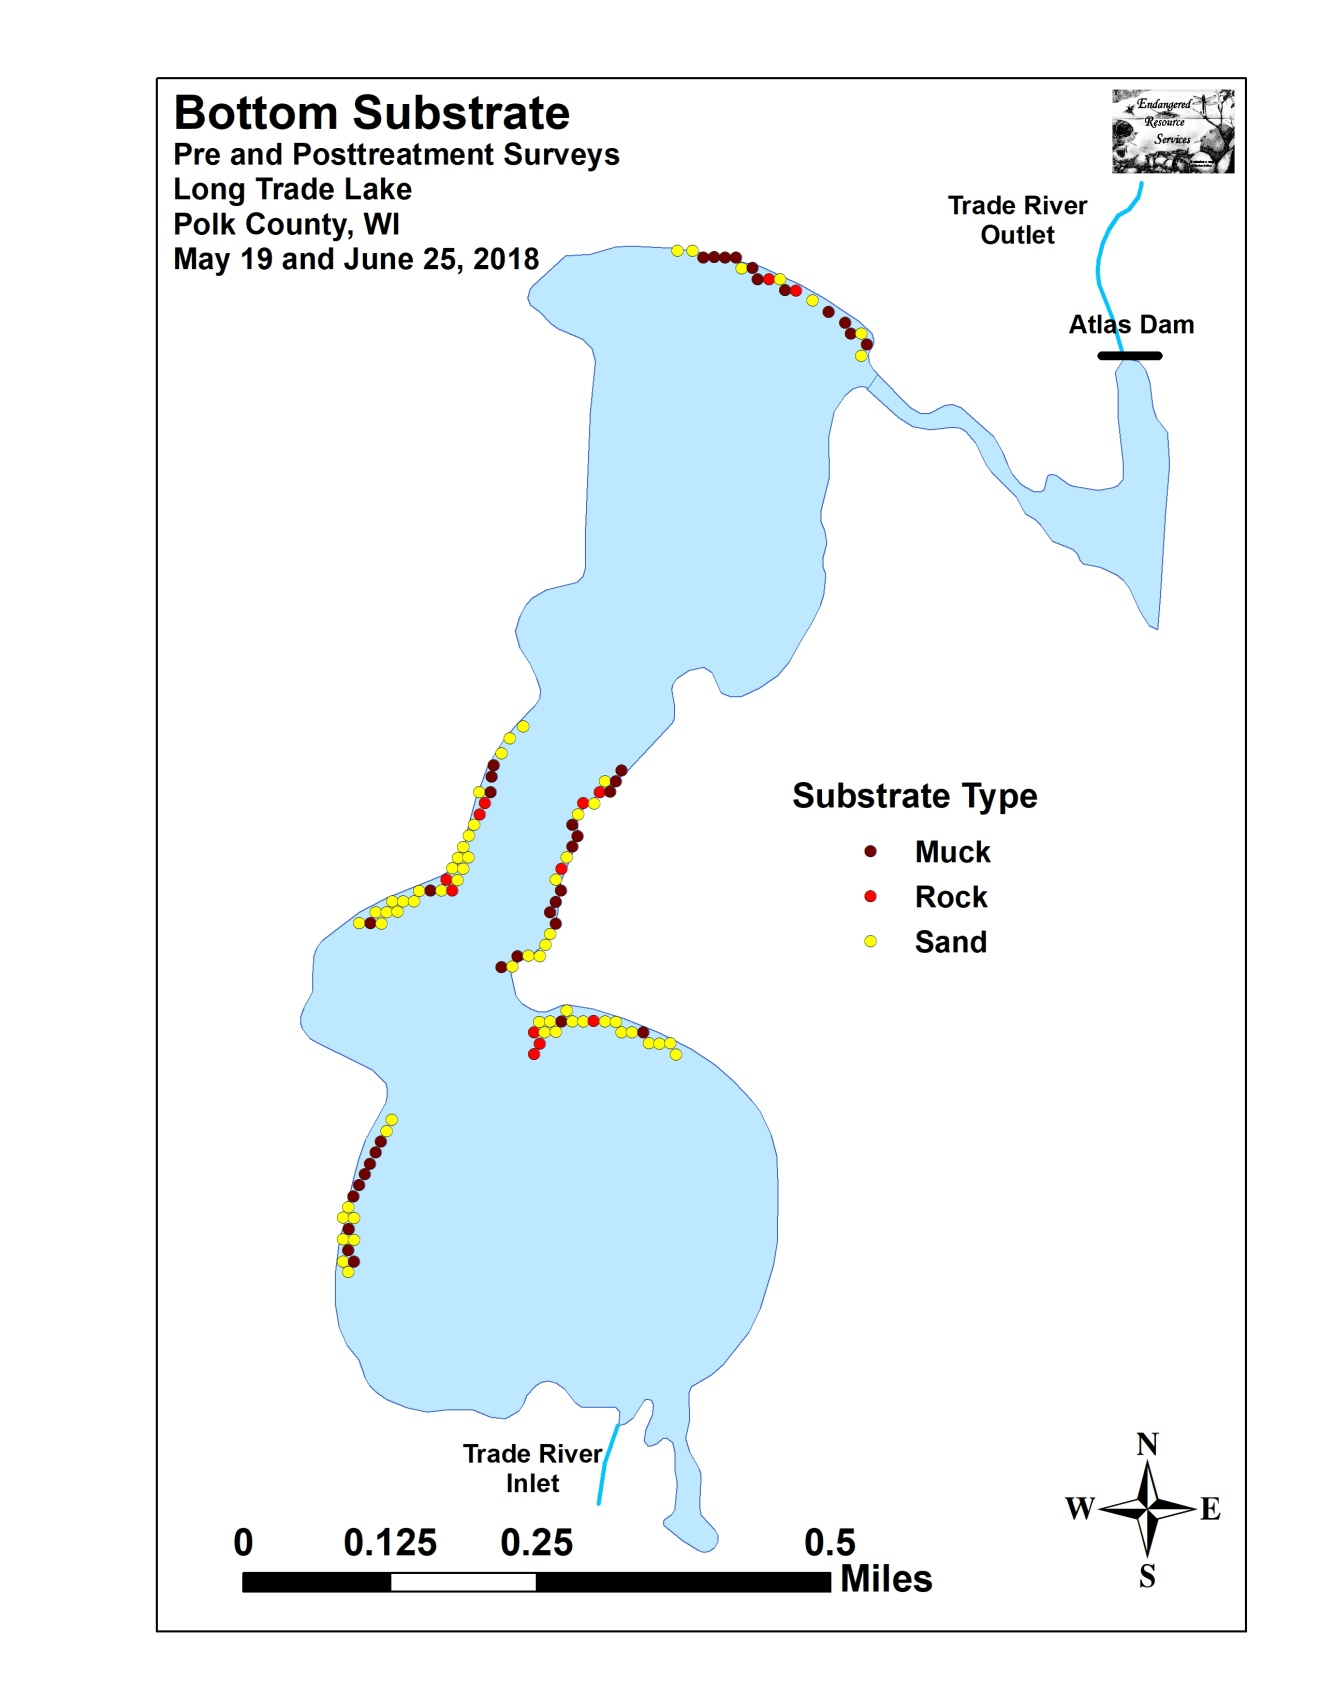 Bottom Substrate
Pre and Posttreatment Surveys
Long Trade Lake
Polk County, WI
May 19 and June 25, 2018
Endangered
Resource
Services
Trade River
Outlet
Atlas Dam
Substrate Type
Muck
Rock
Sand
Trade River
Inlet
N
W
E
S
0
0.125
0.25
0.5
Miles